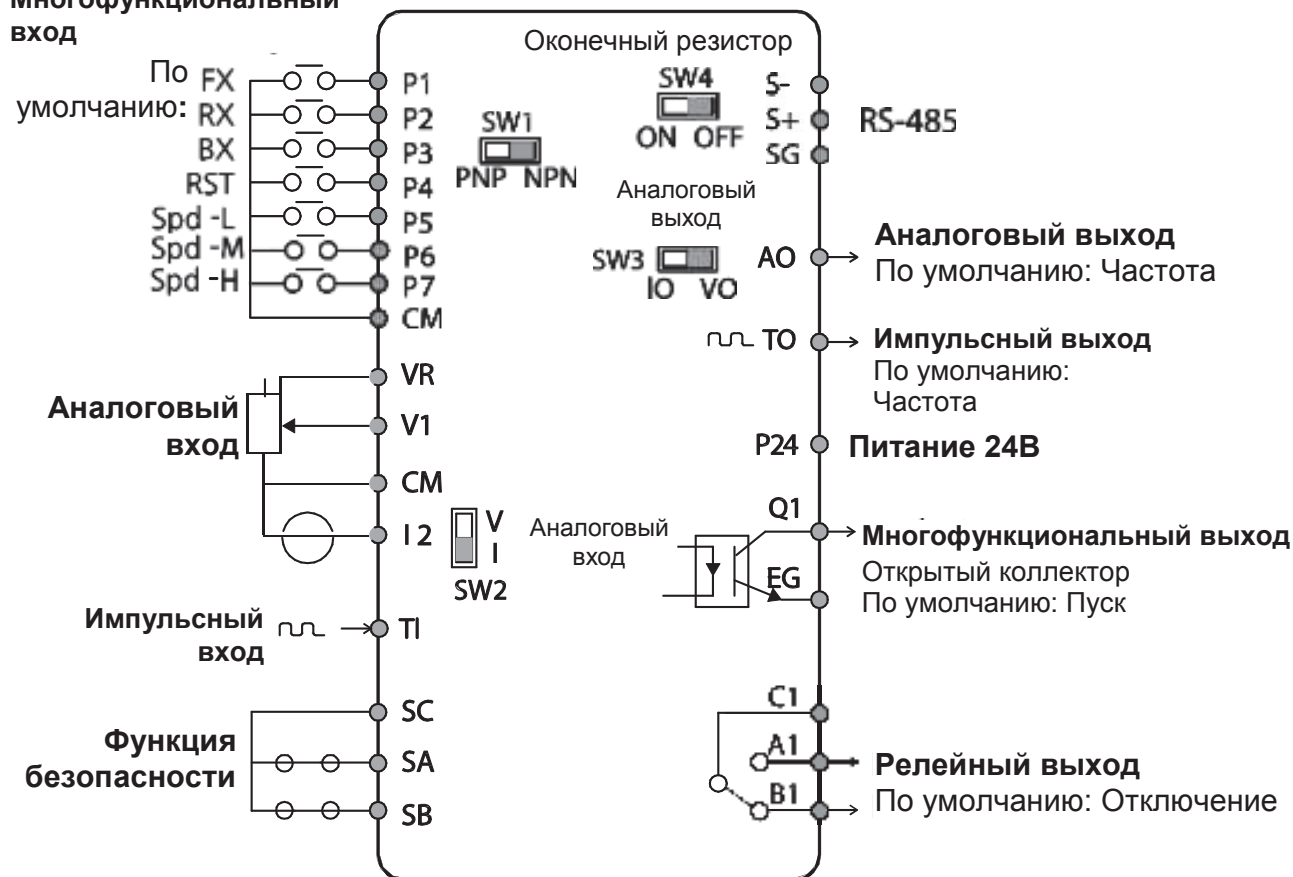 Многофункциональный
вход
По умолчанию:
FX P1
RX P2
BX P3
RST P4
Spd -L P5
Spd -M P6
Spd -H P7
CM
SW1
PNP NPN
Оконечный резистор
SW4
ON OFF
S-
S+
SG
RS-485
Аналоговый
выход
SW3
IO VO
AO
Аналоговый выход
По умолчанию: Частота
TO
Импульсный выход
По умолчанию:
Частота
Аналоговый
вход
VR
V1
CM
I 2
V
I
SW2
Аналоговый
вход
P24
Питание 24В
Q1
EG
Многофункциональный выход
Открытый коллектор
По умолчанию: Пуск
Импульсный
вход
TI
Функция
безопасности
SC
SA
SB
C1
A1
B1
Релейный выход
По умолчанию: Отключение